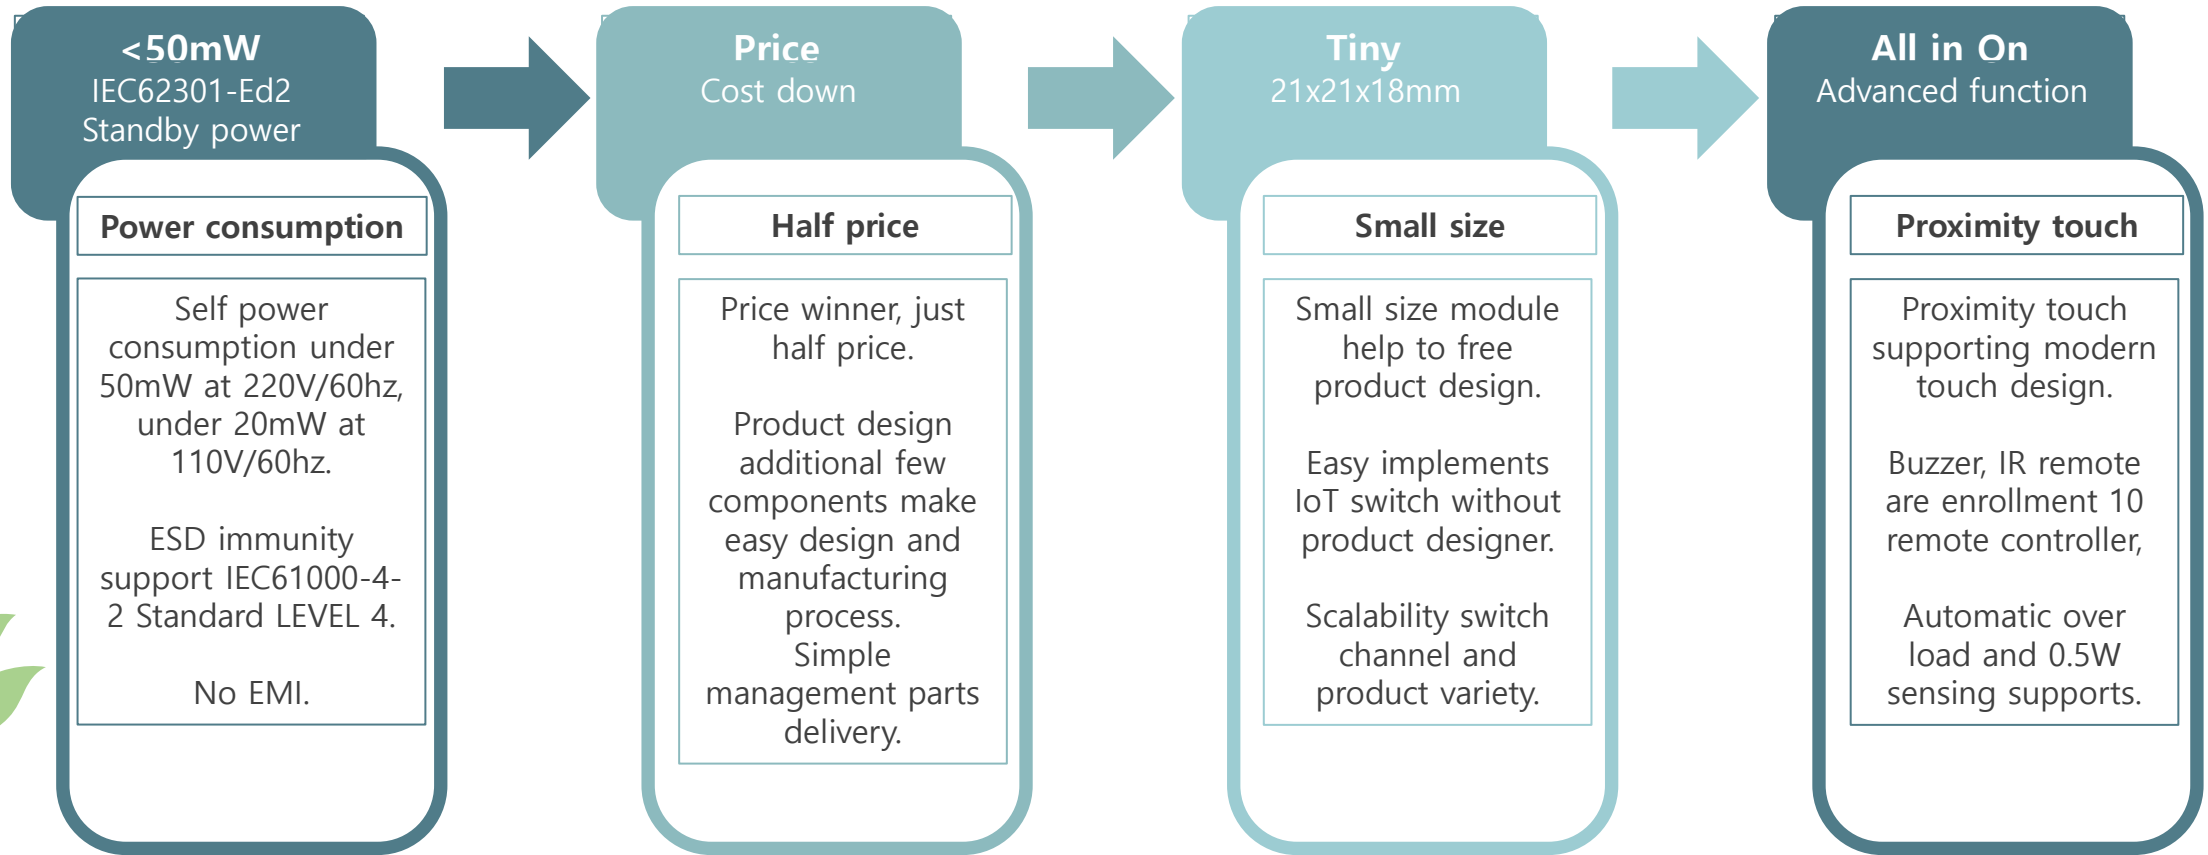 <50mW
IEC62301-Ed2
Standby power
Power consumption
Self power
consumption under
50mW at 220V/60hz,
under 20mW at
110V/60hz.
ESD immunity
support IEC61000-4-
2 Standard LEVEL 4.
No EMI.
Price
Cost down
Half price
Price winner, just
half price.
Product design
additional few
components make
easy design and
manufacturing
process.
Simple
management parts
delivery.
Tiny
21x21x18mm
Small size
Small size module
help to free
product design.
Easy implements
IoT switch without
product designer.
Scalability switch
channel and
product variety.
All in On
Advanced function
Proximity touch
Proximity touch
supporting modern
touch design.
Buzzer, IR remote
are enrollment 10
remote controller,
Automatic over
load and 0.5W
sensing supports.